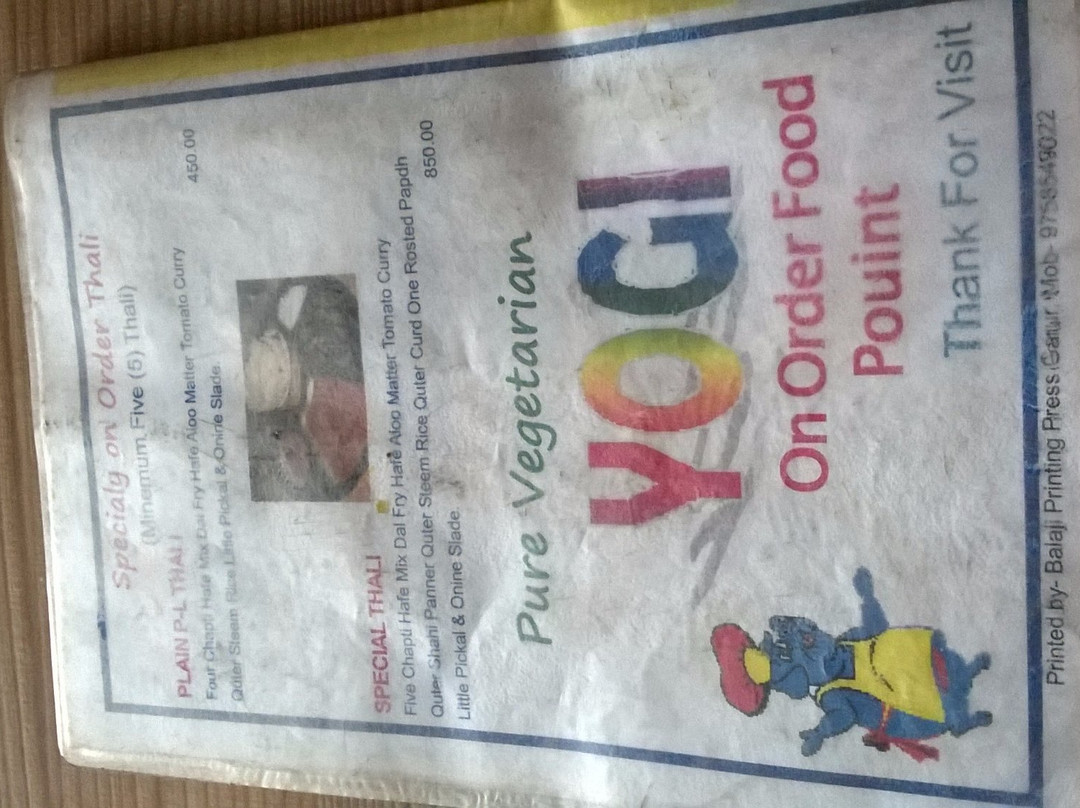 Specialy on Order Thali
(Minemum Five (5) Thali)
PLAIN P-L THALI 450.00
Four Chapti Hafe Mix Dal Fry Hafe Aloo Matter Tomato Curry
Quter Steem Rice Little Pickal & Onine Slade
SPECIAL THALI 850.00
Five Chapti Hafe Mix Dal Fry Hafe Aloo Matter Tomato Curry
Quter Shahi Panner Quter Steem Rice Quter Curd One Rosted Papdh
Little Pickal & Onine Slade
Pure Vegetarian
YOGI
On Order Food
Pouint
Thank For Visit
Printed by- Balaji Printing Press Garur Mob- 9758549022